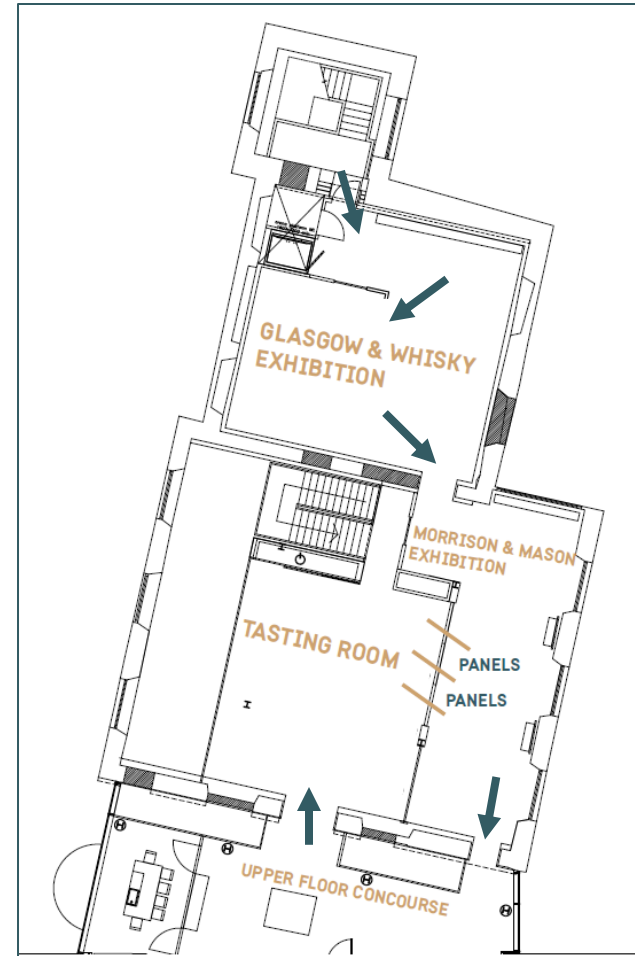 GLASGOW & WHISKY
EXHIBITION
MORRISON & MASON
EXHIBITION
TASTING ROOM
PANELS
PANELS
UPPER FLOOR CONCOURSE